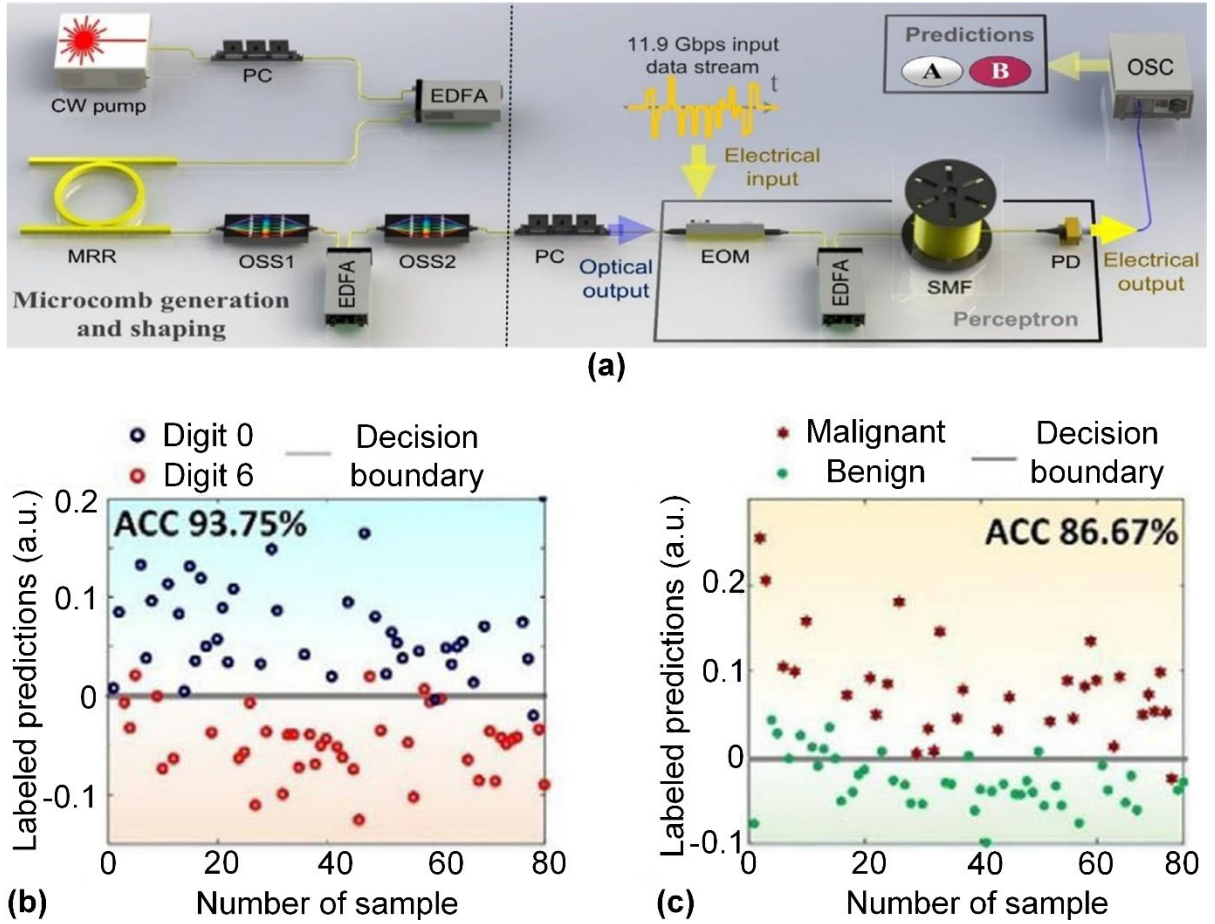 CW pump
PC
EDFA
MRR
OSS1
EDFA
OSS2
Microcomb generation
and shaping
11.9 Gbps input
data stream
t
Electrical
input
PC
Optical
output
EOM
EDFA
SMF
PD
Perceptron
Electrical
output
Predictions
A B
OSC
(a)
Digit 0
Digit 6
Decision
boundary
ACC 93.75%
Labeled predictions (a.u.)
0.2
0.1
0
-0.1
0 20 40 60 80
Number of sample
(b)
Malignant
Benign
Decision
boundary
ACC 86.67%
Labeled predictions (a.u.)
0.2
0.1
0
-0.1
0 20 40 60 80
Number of sample
(c)